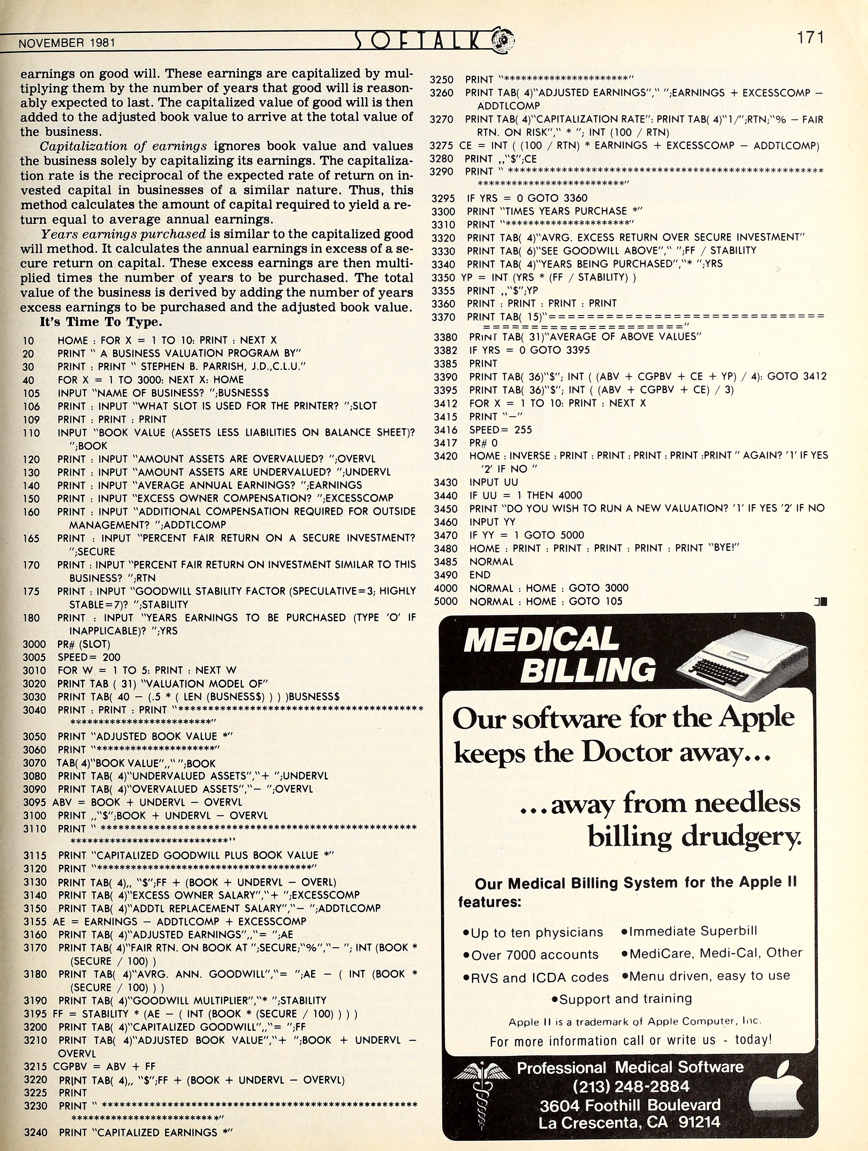 NOVEMBER 1981
SOFTALK
171
earnings on good will. These earnings are capitalized by mul-
tiplying them by the number of years that good will is reason-
ably expected to last. The capitalized value of good will is then
added to the adjusted book value to arrive at the total value of
the business.
Capitalization of earnings ignores book value and values
the business solely by capitalizing its earnings. The capitaliza-
tion rate is the reciprocal of the expected rate of return on in-
vested capital in businesses of a similar nature. Thus, this
method calculates the amount of capital required to yield a re-
turn equal to average annual earnings.
Years earnings purchased is similar to the capitalized good
will method. It calculates the annual earnings in excess of a se-
cure return on capital. These excess earnings are then multi-
plied times the number of years to be purchased. The total
value of the business is derived by adding the number of years
excess earnings to be purchased and the adjusted book value.
It's Time To Type.
10 HOME : FOR X = 1 TO 10: PRINT : NEXT X
20 PRINT " A BUSINESS VALUATION PROGRAM BY"
30 PRINT : PRINT " STEPHEN B. PARRISH, J.D.,C.L.U."
40 FOR X = 1 TO 3000: NEXT X: HOME
105 INPUT "NAME OF BUSINESS? ";BUSNESS$
106 PRINT : INPUT "WHAT SLOT IS USED FOR THE PRINTER? ";SLOT
109 PRINT : PRINT : PRINT
110 INPUT "BOOK VALUE (ASSETS LESS LIABILITIES ON BALANCE SHEET)?
";BOOK
120 PRINT : INPUT "AMOUNT ASSETS ARE OVERVALUED? ";OVERVL
130 PRINT : INPUT "AMOUNT ASSETS ARE UNDERVALUED? ";UNDERVL
140 PRINT : INPUT "AVERAGE ANNUAL EARNINGS? ";EARNINGS
150 PRINT : INPUT "EXCESS OWNER COMPENSATION? ";EXCESSCOMP
160 PRINT : INPUT "ADDITIONAL COMPENSATION REQUIRED FOR OUTSIDE
MANAGEMENT? ";ADDTLCOMP
165 PRINT : INPUT "PERCENT FAIR RETURN ON A SECURE INVESTMENT?
";SECURE
170 PRINT : INPUT "PERCENT FAIR RETURN ON INVESTMENT SIMILAR TO THIS
BUSINESS? ";RTN
175 PRINT : INPUT "GOODWILL STABILITY FACTOR (SPECULATIVE=3; HIGHLY
STABLE=7)? ";STABILITY
180 PRINT : INPUT "YEARS EARNINGS TO BE PURCHASED (TYPE 'O' IF
INAPPLICABLE)? ";YRS
3000 PR# (SLOT)
3005 SPEED= 200
3010 FOR W = 1 TO 5: PRINT : NEXT W
3020 PRINT TAB ( 31) "VALUATION MODEL OF"
3030 PRINT TAB( 40 – (.5 * ( LEN (BUSNESS$) ) ) )BUSNESS$
3040 PRINT : PRINT : PRINT "******************************************
************************"
3050 PRINT "ADJUSTED BOOK VALUE *"
3060 PRINT "********************"
3070 TAB( 4)"BOOK VALUE",," ";BOOK
3080 PRINT TAB( 4)"UNDERVALUED ASSETS","+ ";UNDERVL
3090 PRINT TAB( 4)"OVERVALUED ASSETS","– ";OVERVL
3095 ABV = BOOK + UNDERVL – OVERVL
3100 PRINT ,,"$";BOOK + UNDERVL – OVERVL
3110 PRINT " ******************************************************
***************************"
3115 PRINT "CAPITALIZED GOODWILL PLUS BOOK VALUE *"
3120 PRINT "*************************************"
3130 PRINT TAB( 4),, "$";FF + (BOOK + UNDERVL – OVERL)
3140 PRINT TAB( 4)"EXCESS OWNER SALARY","+ ";EXCESSCOMP
3150 PRINT TAB( 4)"ADDTL REPLACEMENT SALARY","– ";ADDTLCOMP
3155 AE = EARNINGS – ADDTLCOMP + EXCESSCOMP
3160 PRINT TAB( 4)"ADJUSTED EARNINGS",,"= ";AE
3170 PRINT TAB( 4)"FAIR RTN. ON BOOK AT ";SECURE;"%","– "; INT (BOOK *
(SECURE / 100) )
3180 PRINT TAB( 4)"AVRG. ANN. GOODWILL","= ";AE – ( INT (BOOK *
(SECURE / 100) ) )
3190 PRINT TAB( 4)"GOODWILL MULTIPLIER","* ";STABILITY
3195 FF = STABILITY * (AE – ( INT (BOOK * (SECURE / 100) ) ) )
3200 PRINT TAB( 4)"CAPITALIZED GOODWILL",,"= ";FF
3210 PRINT TAB( 4)"ADJUSTED BOOK VALUE","+ ";BOOK + UNDERVL –
OVERVL
3215 CGPBV = ABV + FF
3220 PRINT TAB( 4),, "$";FF + (BOOK + UNDERVL – OVERVL)
3225 PRINT
3230 PRINT " ******************************************************
*************************"
3240 PRINT "CAPITALIZED EARNINGS *"
3250 PRINT "*********************"
3260 PRINT TAB( 4)"ADJUSTED EARNINGS"," ";EARNINGS + EXCESSCOMP –
ADDTLCOMP
3270 PRINT TAB( 4)"CAPITALIZATION RATE": PRINT TAB( 4)"1/";RTN;"% – FAIR
RTN. ON RISK"," * "; INT (100 / RTN)
3275 CE = INT ( (100 / RTN) * EARNINGS + EXCESSCOMP – ADDTLCOMP)
3280 PRINT ,,"$";CE
3290 PRINT " ******************************************************
*************************"
3295 IF YRS = 0 GOTO 3360
3300 PRINT "TIMES YEARS PURCHASE *"
3310 PRINT "*********************"
3320 PRINT TAB( 4)"AVRG. EXCESS RETURN OVER SECURE INVESTMENT"
3330 PRINT TAB( 6)"SEE GOODWILL ABOVE"," ";FF / STABILITY
3340 PRINT TAB( 4)"YEARS BEING PURCHASED","* ";YRS
3350 YP = INT (YRS * (FF / STABILITY) )
3355 PRINT ,,"$";YP
3360 PRINT : PRINT : PRINT : PRINT
3370 PRINT TAB( 15)"============================
====================="
3380 PRINT TAB( 31)"AVERAGE OF ABOVE VALUES"
3382 IF YRS = 0 GOTO 3395
3385 PRINT
3390 PRINT TAB( 36)"$"; INT ( (ABV + CGPBV + CE + YP) / 4): GOTO 3412
3395 PRINT TAB( 36)"$"; INT ( (ABV + CGPBV + CE) / 3)
3412 FOR X = 1 TO 10: PRINT : NEXT X
3415 PRINT "–"
3416 SPEED= 255
3417 PR# 0
3420 HOME : INVERSE : PRINT : PRINT : PRINT : PRINT :PRINT " AGAIN? '1' IF YES
'2' IF NO "
3430 INPUT UU
3440 IF UU = 1 THEN 4000
3450 PRINT "DO YOU WISH TO RUN A NEW VALUATION? '1' IF YES '2' IF NO
3460 INPUT YY
3470 IF YY = 1 GOTO 5000
3480 HOME : PRINT : PRINT : PRINT : PRINT : PRINT "BYE!"
3485 NORMAL
3490 END
4000 NORMAL : HOME : GOTO 3000
5000 NORMAL : HOME : GOTO 105
MEDICAL
BILLING
Our software for the Apple
keeps the Doctor away...
...away from needless
billing drudgery.
Our Medical Billing System for the Apple II
features:
•Up to ten physicians •Immediate Superbill
•Over 7000 accounts •MediCare, Medi-Cal, Other
•RVS and ICDA codes •Menu driven, easy to use
•Support and training
Apple II is a trademark of Apple Computer, Inc.
For more information call or write us - today!
Professional Medical Software
(213) 248-2884
3604 Foothill Boulevard
La Crescenta, CA 91214